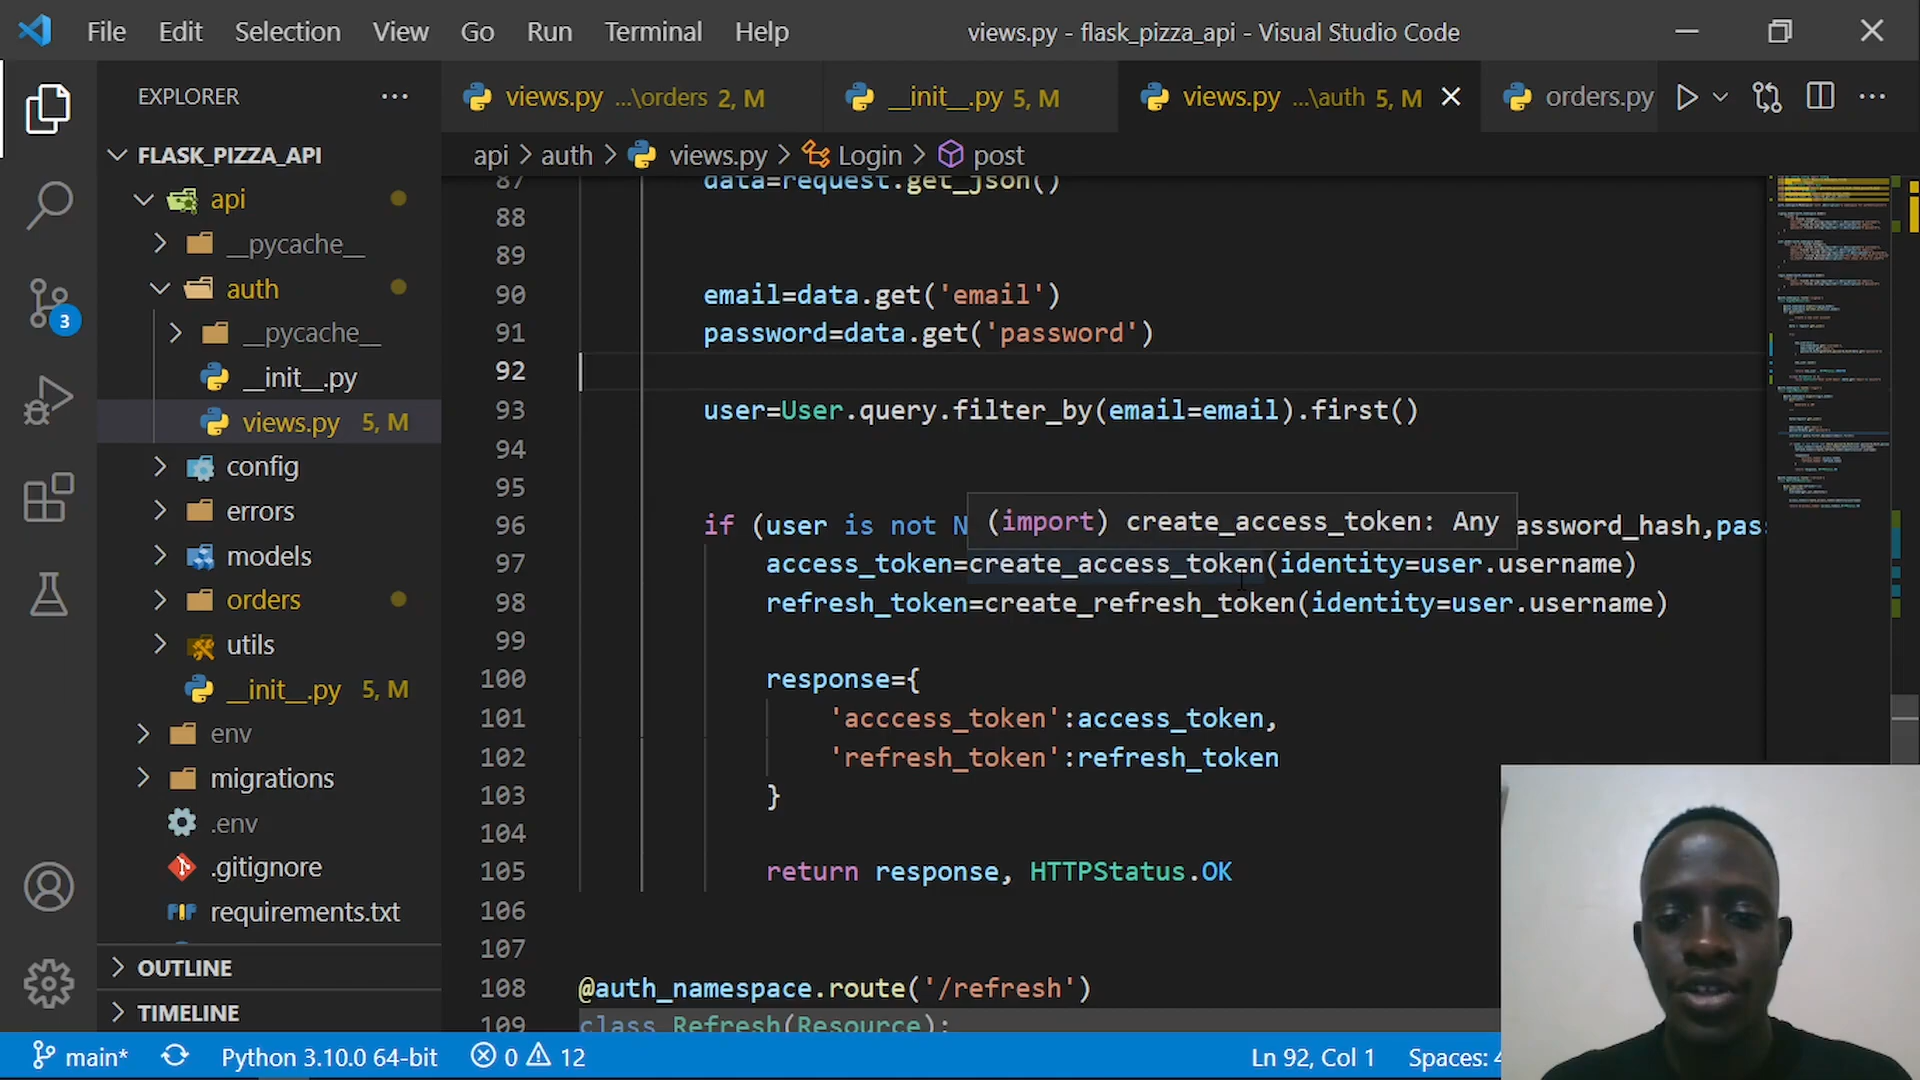 File Edit Selection View Go Run Terminal Help
views.py - flask_pizza_api - Visual Studio Code
EXPLORER
views.py ...\orders 2, M
__init__.py 5, M
views.py ...\auth 5, M
orders.py
FLASK_PIZZA_API
api
__pycache__
auth
__pycache__
__init__.py
views.py 5, M
config
errors
models
orders
utils
__init__.py 5, M
env
migrations
.env
.gitignore
requirements.txt
OUTLINE
TIMELINE
3
api > auth > views.py > Login > post
87 data=request.get_json()
88
89
90 email=data.get('email')
91 password=data.get('password')
92
93 user=User.query.filter_by(email=email).first()
94
95
96 if (user is not N
(import) create_access_token: Any
assword_hash,pas
97 access_token=create_access_token(identity=user.username)
98 refresh_token=create_refresh_token(identity=user.username)
99
100 response={
101 'acccess_token':access_token,
102 'refresh_token':refresh_token
103 }
104
105 return response, HTTPStatus.OK
106
107
108 @auth_namespace.route('/refresh')
109 class Refresh(Resource):
main* Python 3.10.0 64-bit 0 12
Ln 92, Col 1 Spaces: 4